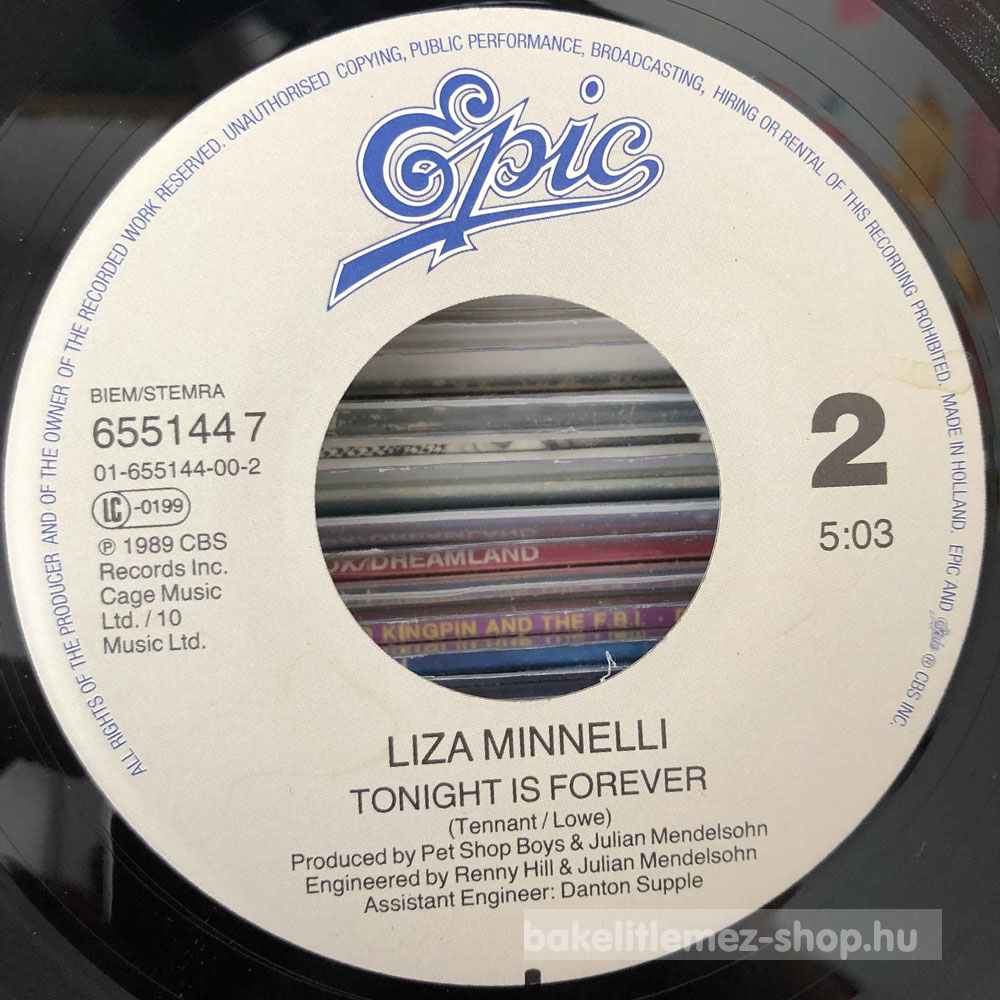 ALL RIGHTS OF THE PRODUCER AND OF THE OWNER OF THE RECORDED WORK RESERVED. UNAUTHORISED COPYING, PUBLIC PERFORMANCE, BROADCASTING, HIRING OR RENTAL OF THIS RECORDING PROHIBITED. MADE IN HOLLAND. EPIC AND „Epic ® CBS INC.
Epic
BIEM/STEMRA
655144 7
01-655144-00-2
LC -0199
℗ 1989 CBS
Records Inc.
Cage Music
Ltd. / 10
Music Ltd.
2
5:03
/DREAMLAND
KINGPIN AND THE F.B.I. ·
LIZA MINNELLI
TONIGHT IS FOREVER
(Tennant / Lowe)
Produced by Pet Shop Boys & Julian Mendelsohn
Engineered by Renny Hill & Julian Mendelsohn
Assistant Engineer: Danton Supple
bakelitlemez-shop.hu